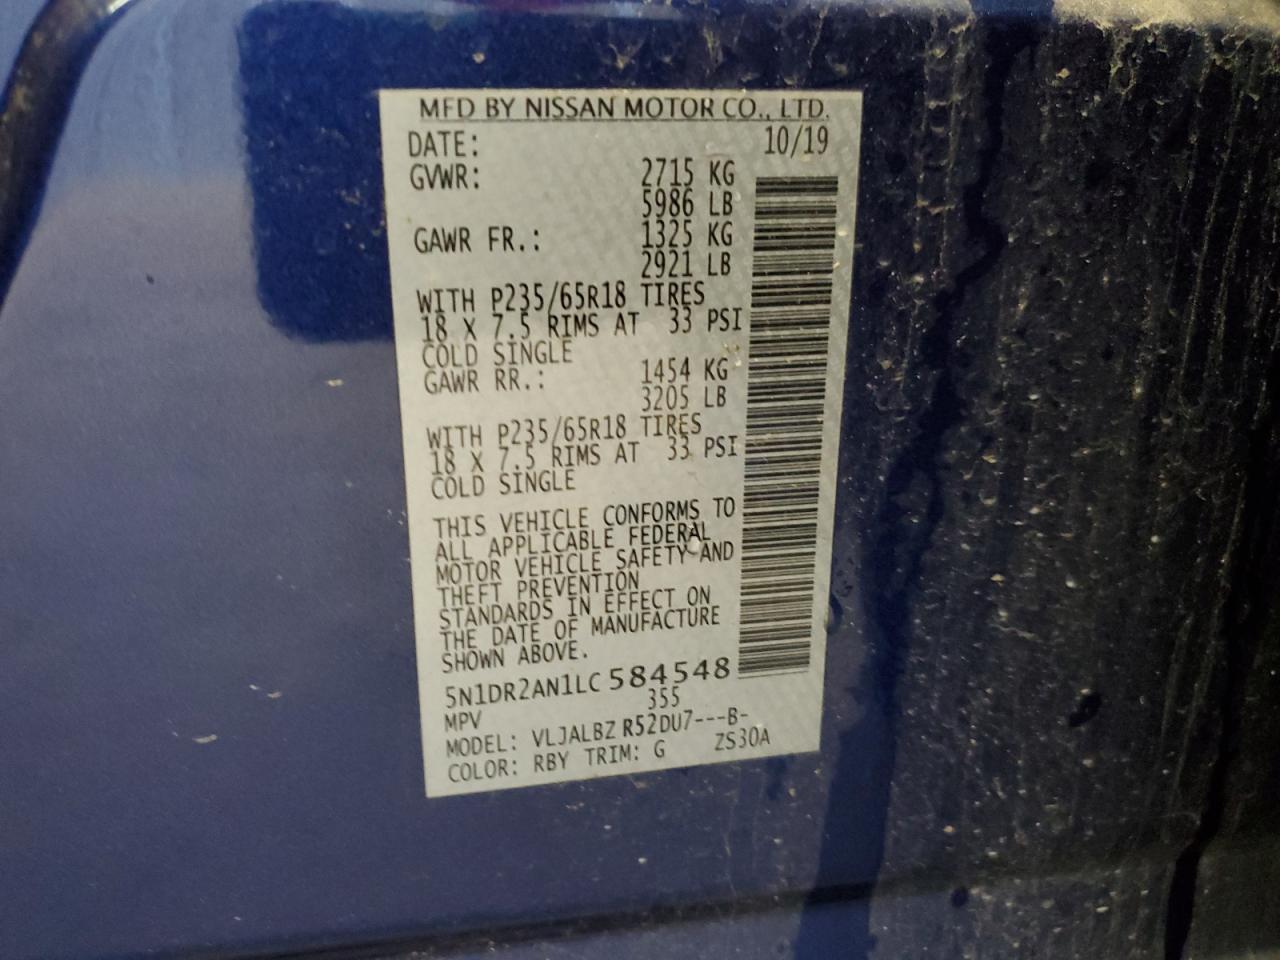 MFD BY NISSAN MOTOR CO., LTD.
DATE: 10/19
GVWR: 2715 KG
5986 LB
GAWR FR.: 1325 KG
2921 LB
WITH P235/65R18 TIRES
18 X 7.5 RIMS AT 33 PSI
COLD SINGLE
GAWR RR.: 1454 KG
3205 LB
WITH P235/65R18 TIRES
18 X 7.5 RIMS AT 33 PSI
COLD SINGLE
THIS VEHICLE CONFORMS TO
ALL APPLICABLE FEDERAL
MOTOR VEHICLE SAFETY AND
THEFT PREVENTION
STANDARDS IN EFFECT ON
THE DATE OF MANUFACTURE
SHOWN ABOVE.
5N1DR2AN1LC584548
MPV 355
MODEL: VLJALBZ R52DU7---B-
COLOR: RBY TRIM: G ZS30A